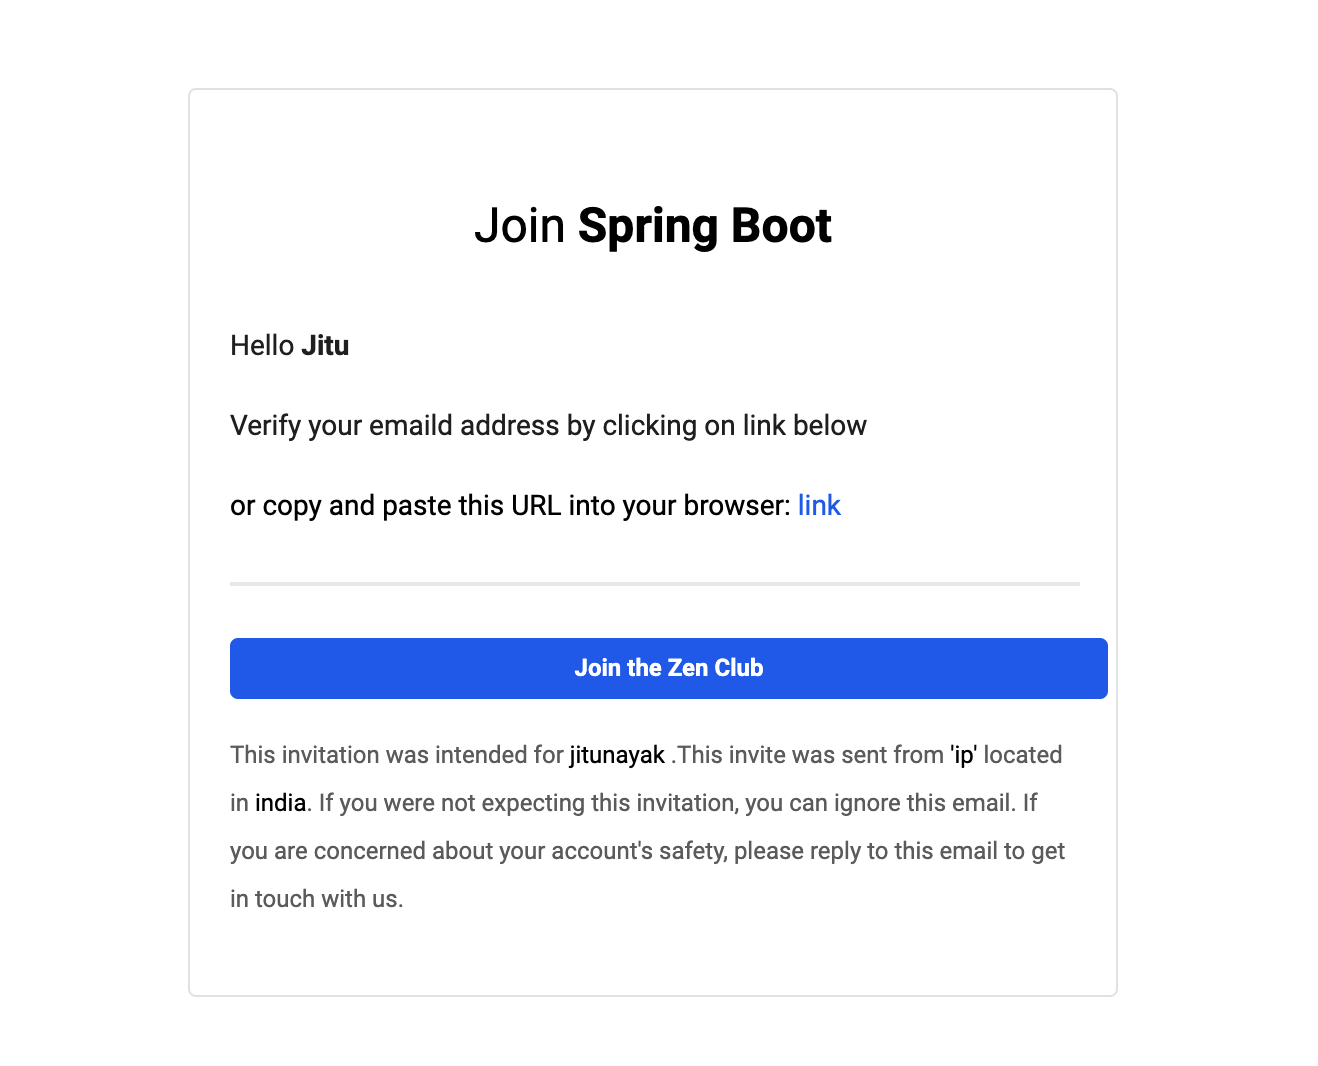 Join Spring Boot
Hello Jitu
Verify your emaild address by clicking on link below
or copy and paste this URL into your browser: link
Join the Zen Club
This invitation was intended for jitunayak .This invite was sent from 'ip' located
in india. If you were not expecting this invitation, you can ignore this email. If
you are concerned about your account's safety, please reply to this email to get
in touch with us.